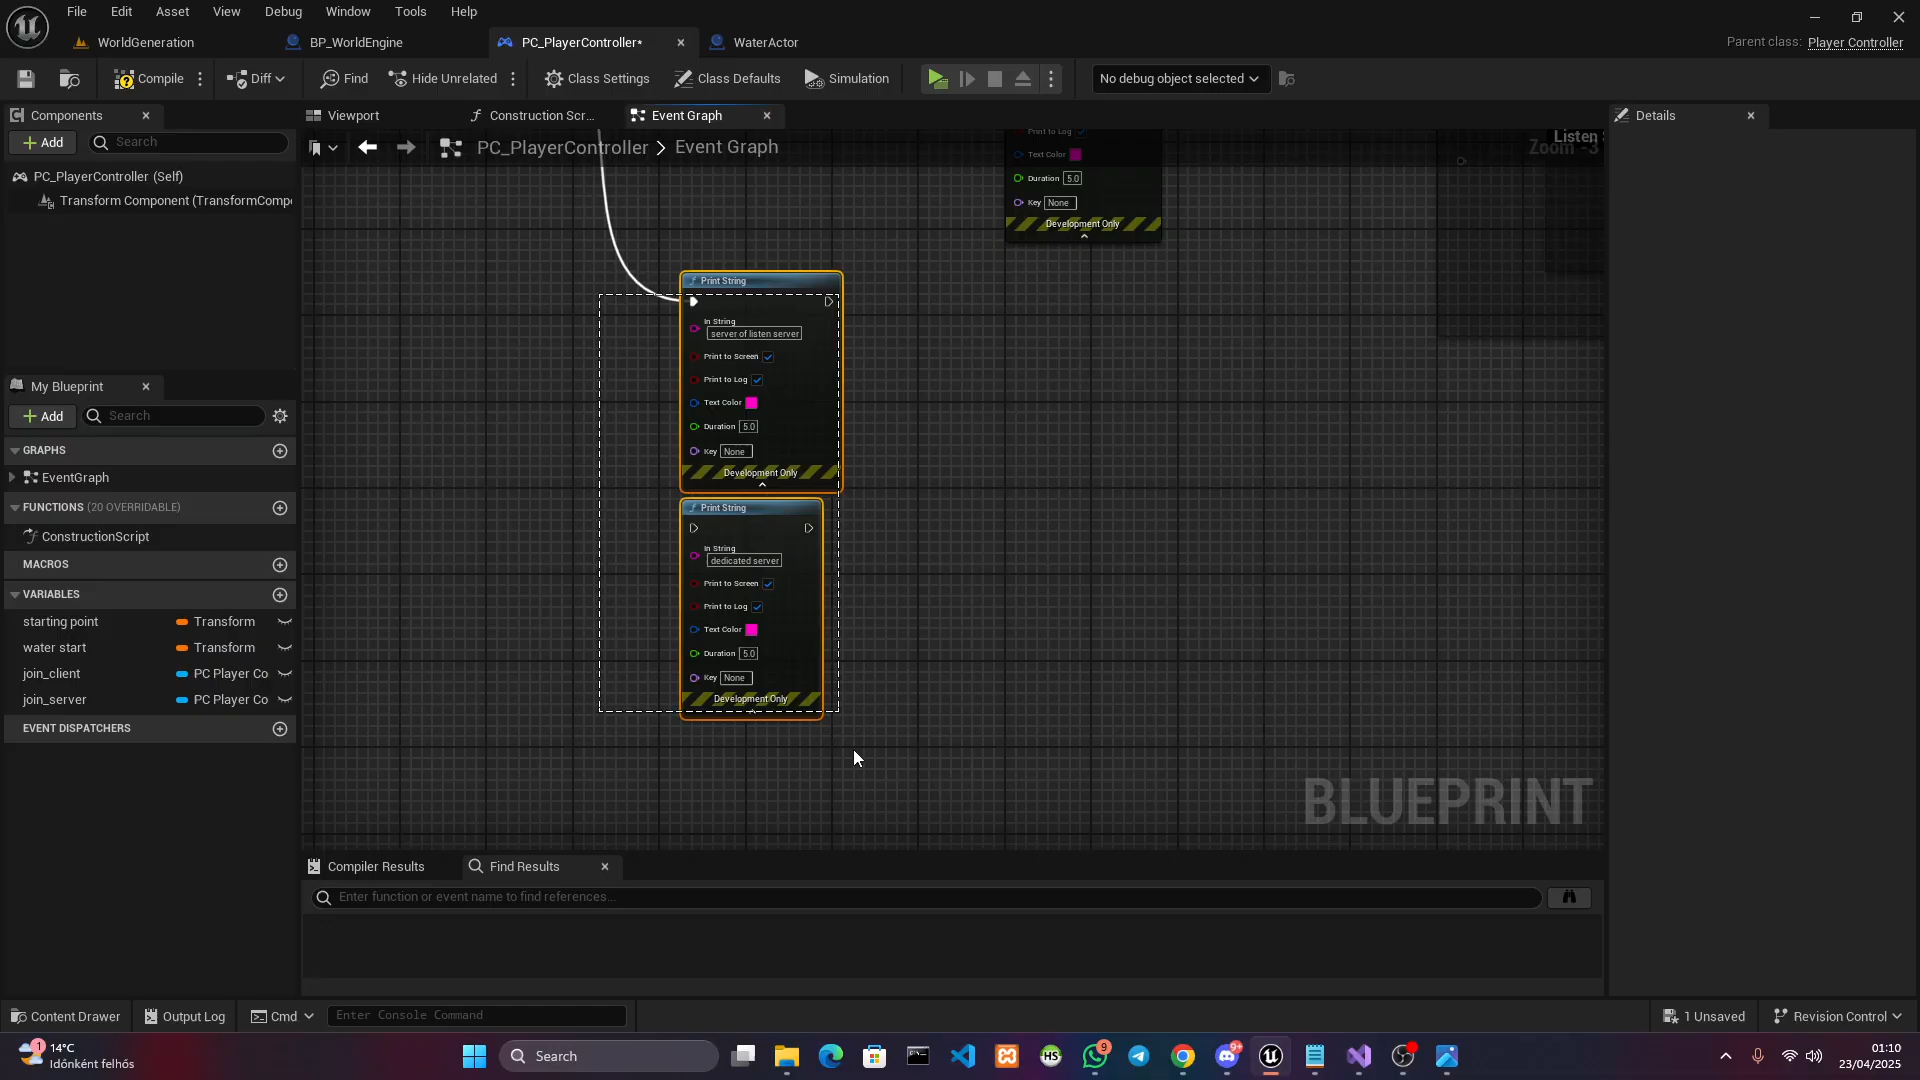 File Edit Asset View Debug Window Tools Help
WorldGeneration BP_WorldEngine PC_PlayerController* WaterActor
Parent class: Player Controller
Compile Diff Find Hide Unrelated Class Settings Class Defaults Simulation No debug object selected
Components
Add Search
PC_PlayerController (Self)
Transform Component (TransformCompo
My Blueprint
Add Search
GRAPHS
EventGraph
FUNCTIONS (20 OVERRIDABLE)
ConstructionScript
MACROS
VARIABLES
starting point Transform
water start Transform
join_client PC Player Co
join_server PC Player Co
EVENT DISPATCHERS
Viewport Construction Scr... Event Graph
PC_PlayerController > Event Graph
Zoom -3
Listen
Print to Log
Text Color
Duration 5.0
Key None
Development Only
Print String
In String
server of listen server
Print to Screen
Print to Log
Text Color
Duration 5.0
Key None
Development Only
Print String
In String
dedicated server
Print to Screen
Print to Log
Text Color
Duration 5.0
Key None
Development Only
BLUEPRINT
Compiler Results Find Results
Enter function or event name to find references...
Details
Content Drawer Output Log Cmd Enter Console Command
1 Unsaved Revision Control
1
14°C
Időnként felhős
Search
HS
9
9+
01:10
23/04/2025